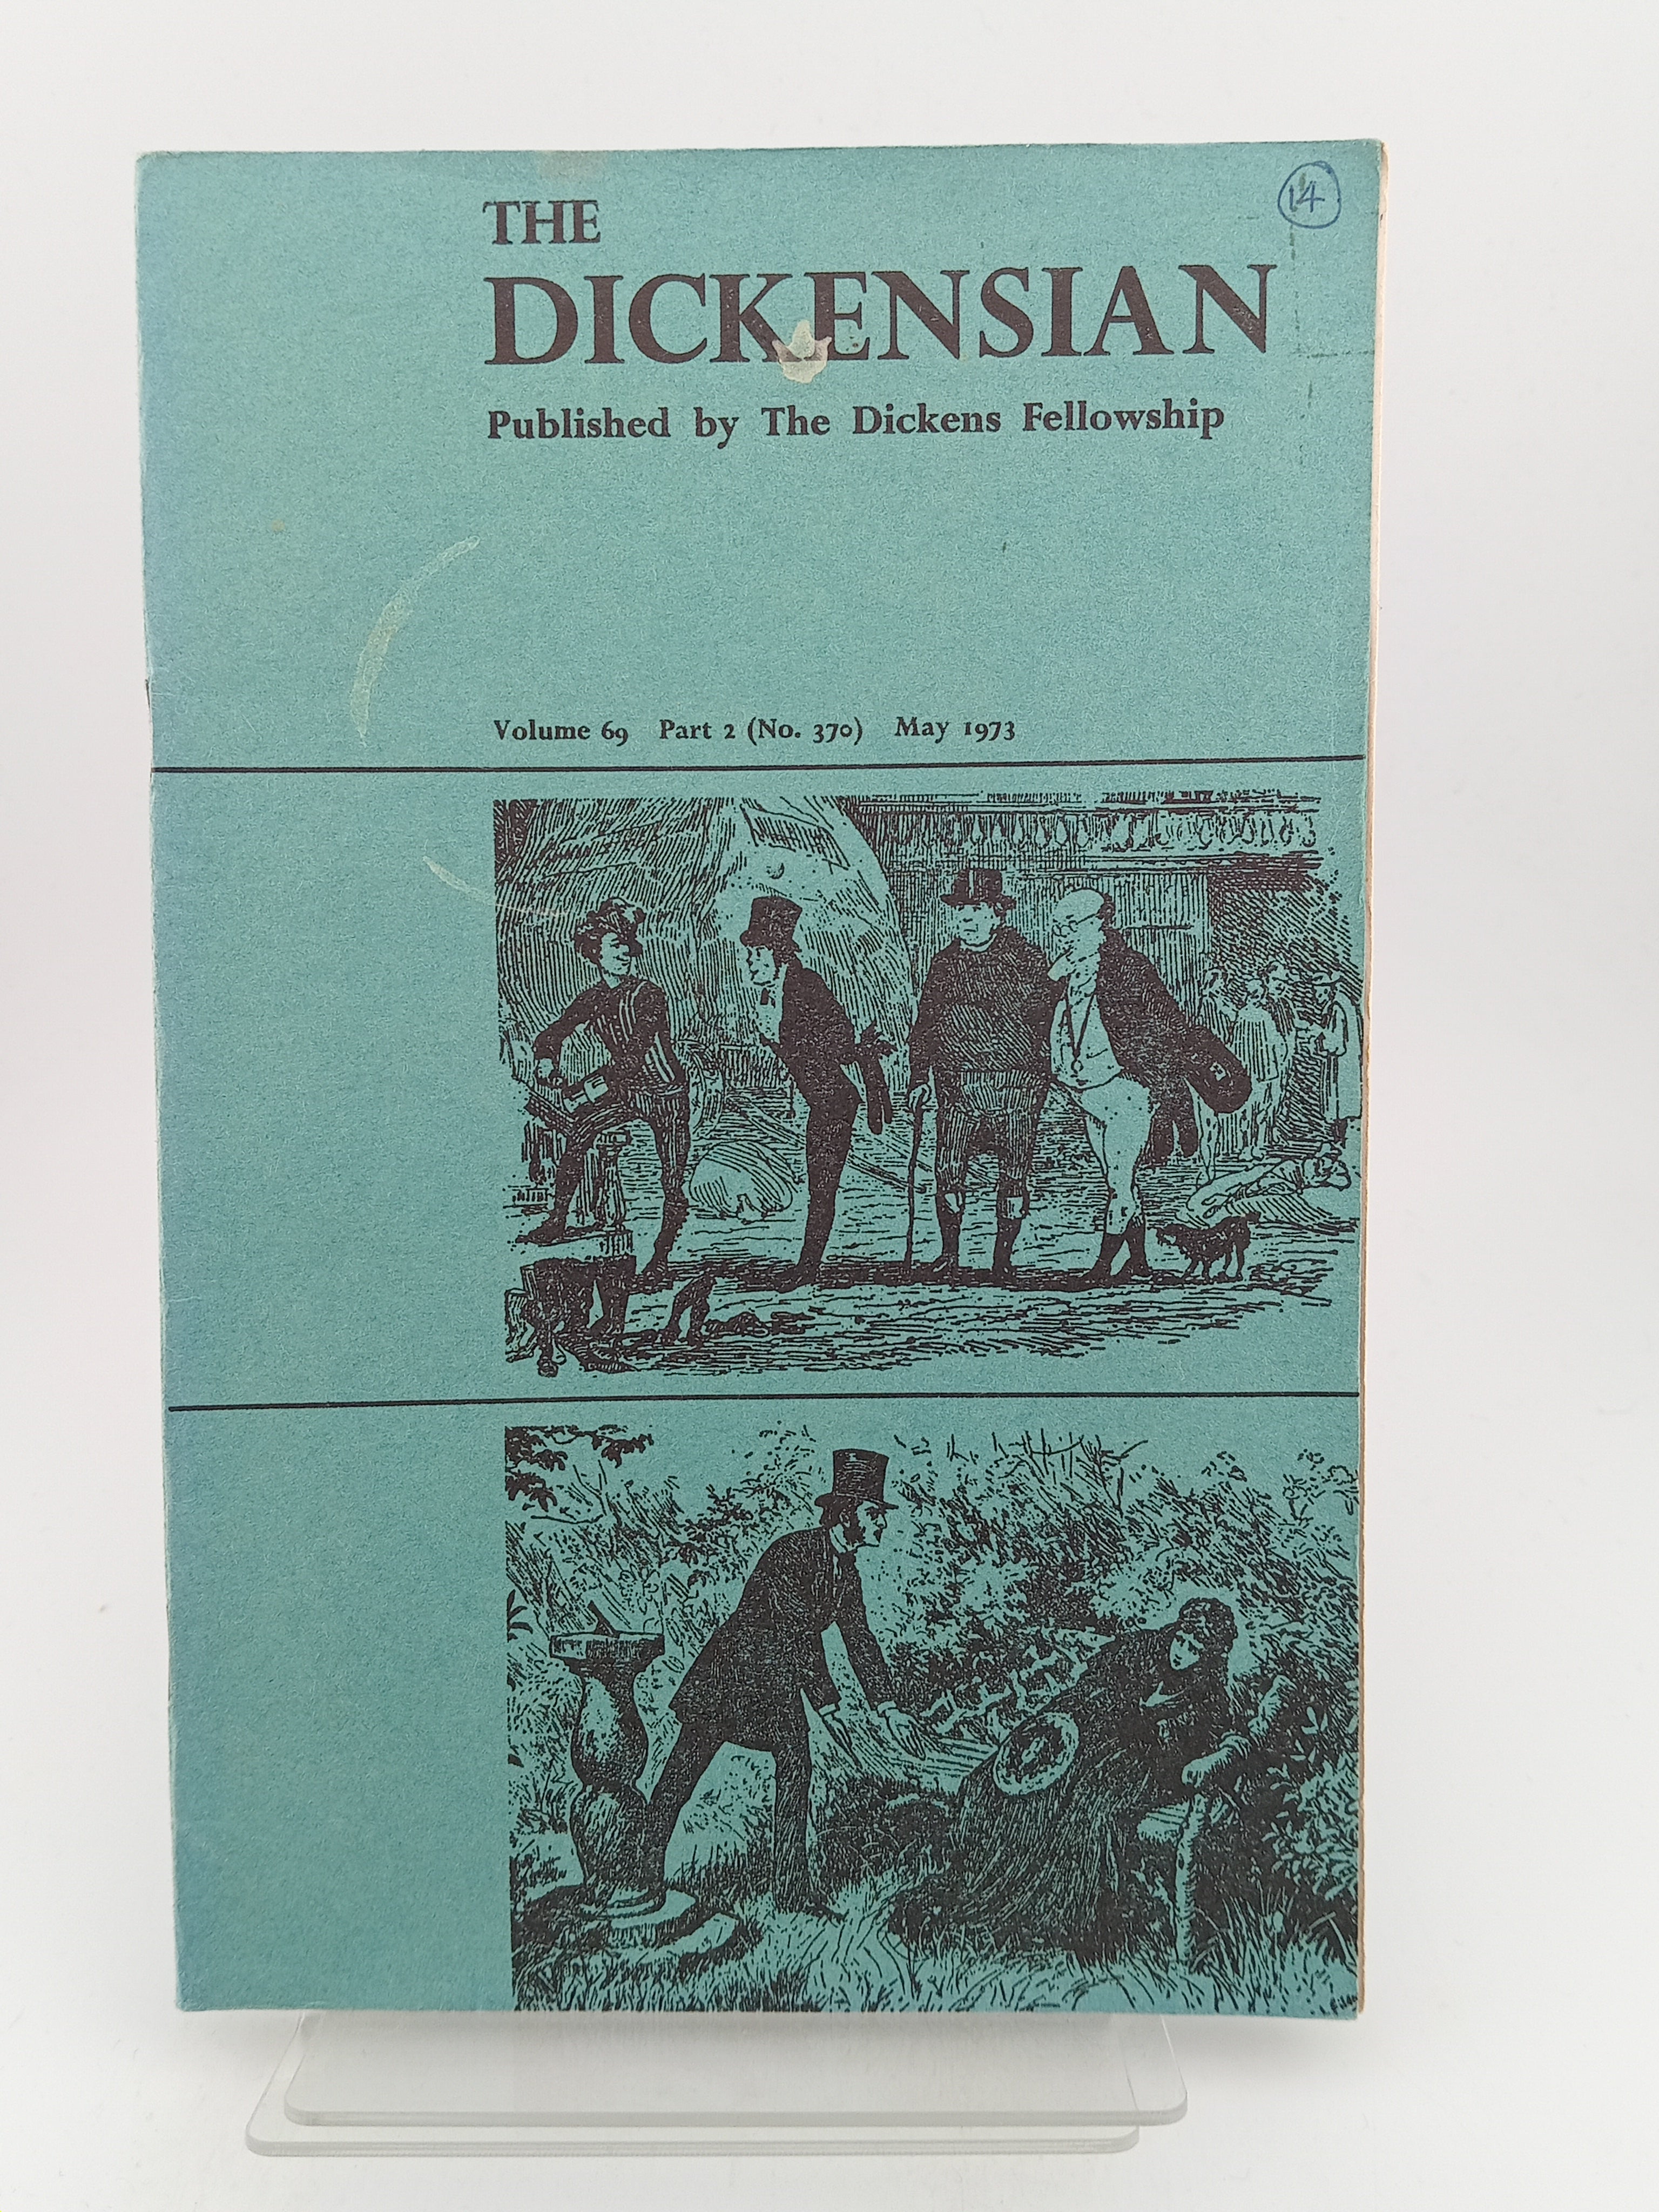 14
THE
DICKENSIAN
Published by The Dickens Fellowship
Volume 69 Part 2 (No. 370) May 1973